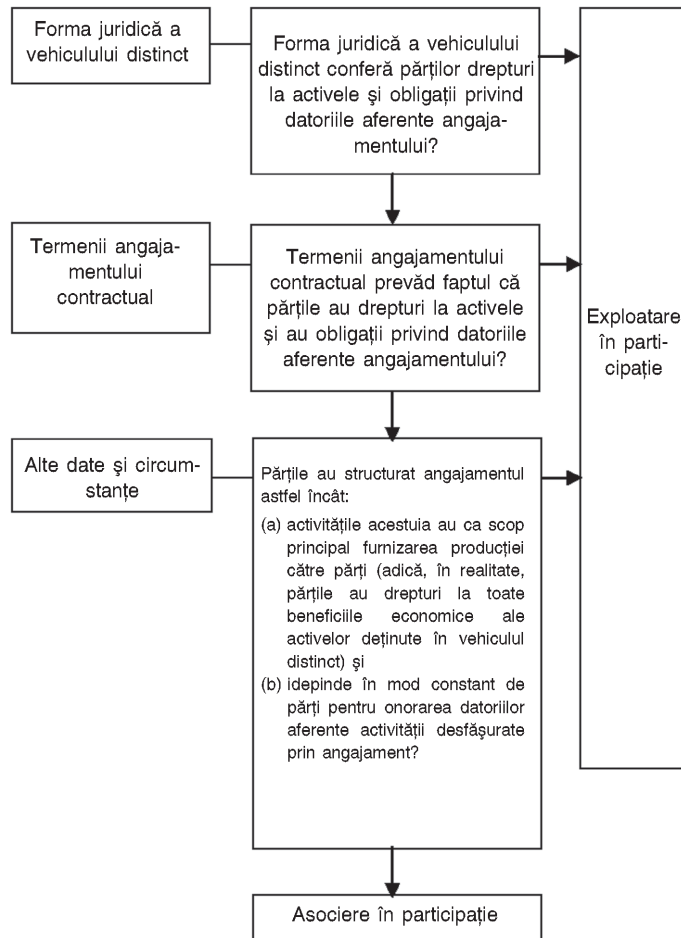 Forma juridică a
vehiculului distinct
Forma juridică a vehiculului
distinct conferă părților drepturi
la activele și obligații privind
datoriile aferente angaja-
mentului?
Termenii angaja-
mentului
contractual
Termenii angajamentului
contractual prevăd faptul că
părțile au drepturi la activele
și au obligații privind datoriile
aferente angajamentului?
Exploatare
în parti-
cipație
Alte date și circum-
stanțe
Părțile au structurat angajamentul
astfel încât:
(a) activitățile acestuia au ca scop
principal furnizarea producției
către părți (adică, în realitate,
părțile au drepturi la toate
beneficiile economice ale
activelor deținute în vehiculul
distinct) și
(b) idepinde în mod constant de
părți pentru onorarea datoriilor
aferente activității desfășurate
prin angajament?
Asociere în participație